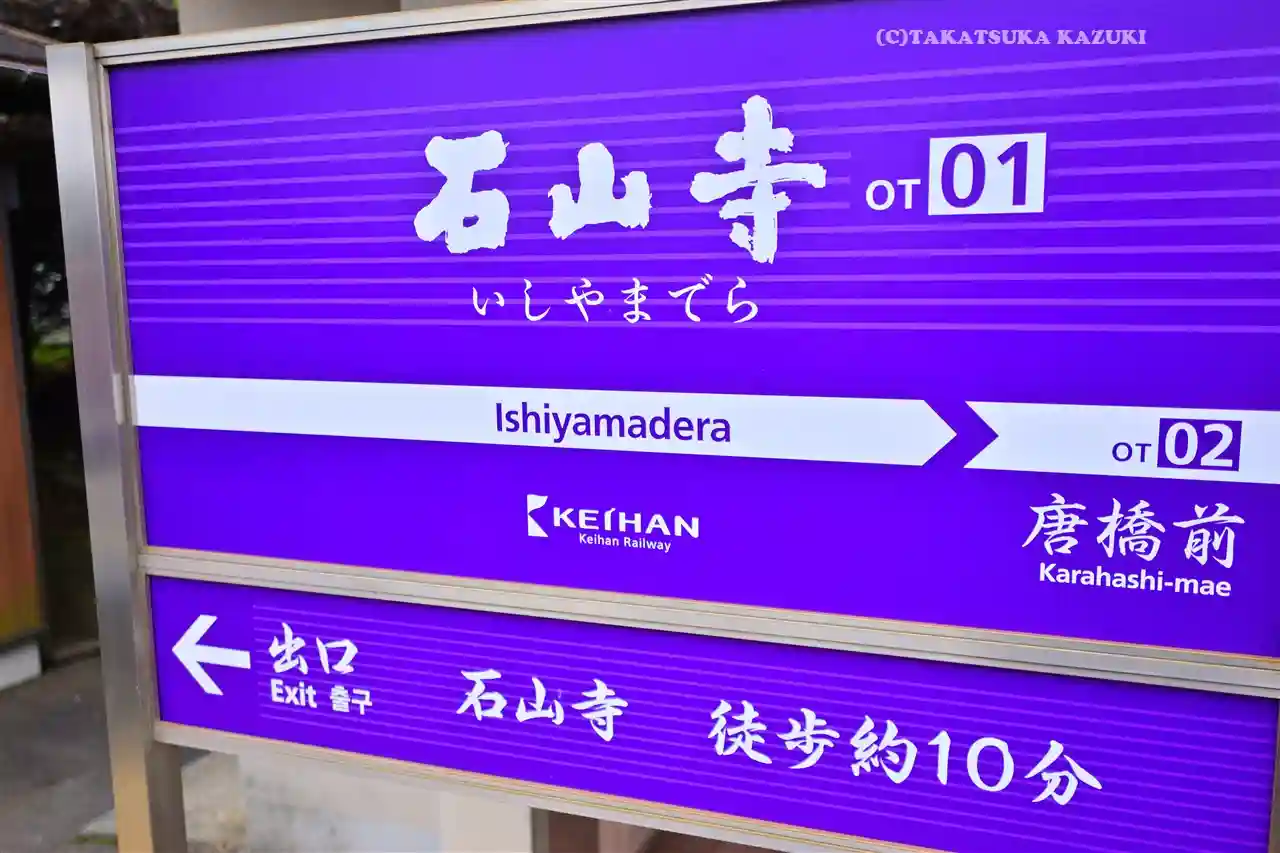 (C)TAKATSUKA KAZUKI
石山寺 OT 01
いしやまでら
Ishiyamadera
OT 02
KEIHAN
Keihan Railway
唐橋前
Karahashi-mae
出口 石山寺 徒歩約10分
Exit 출구